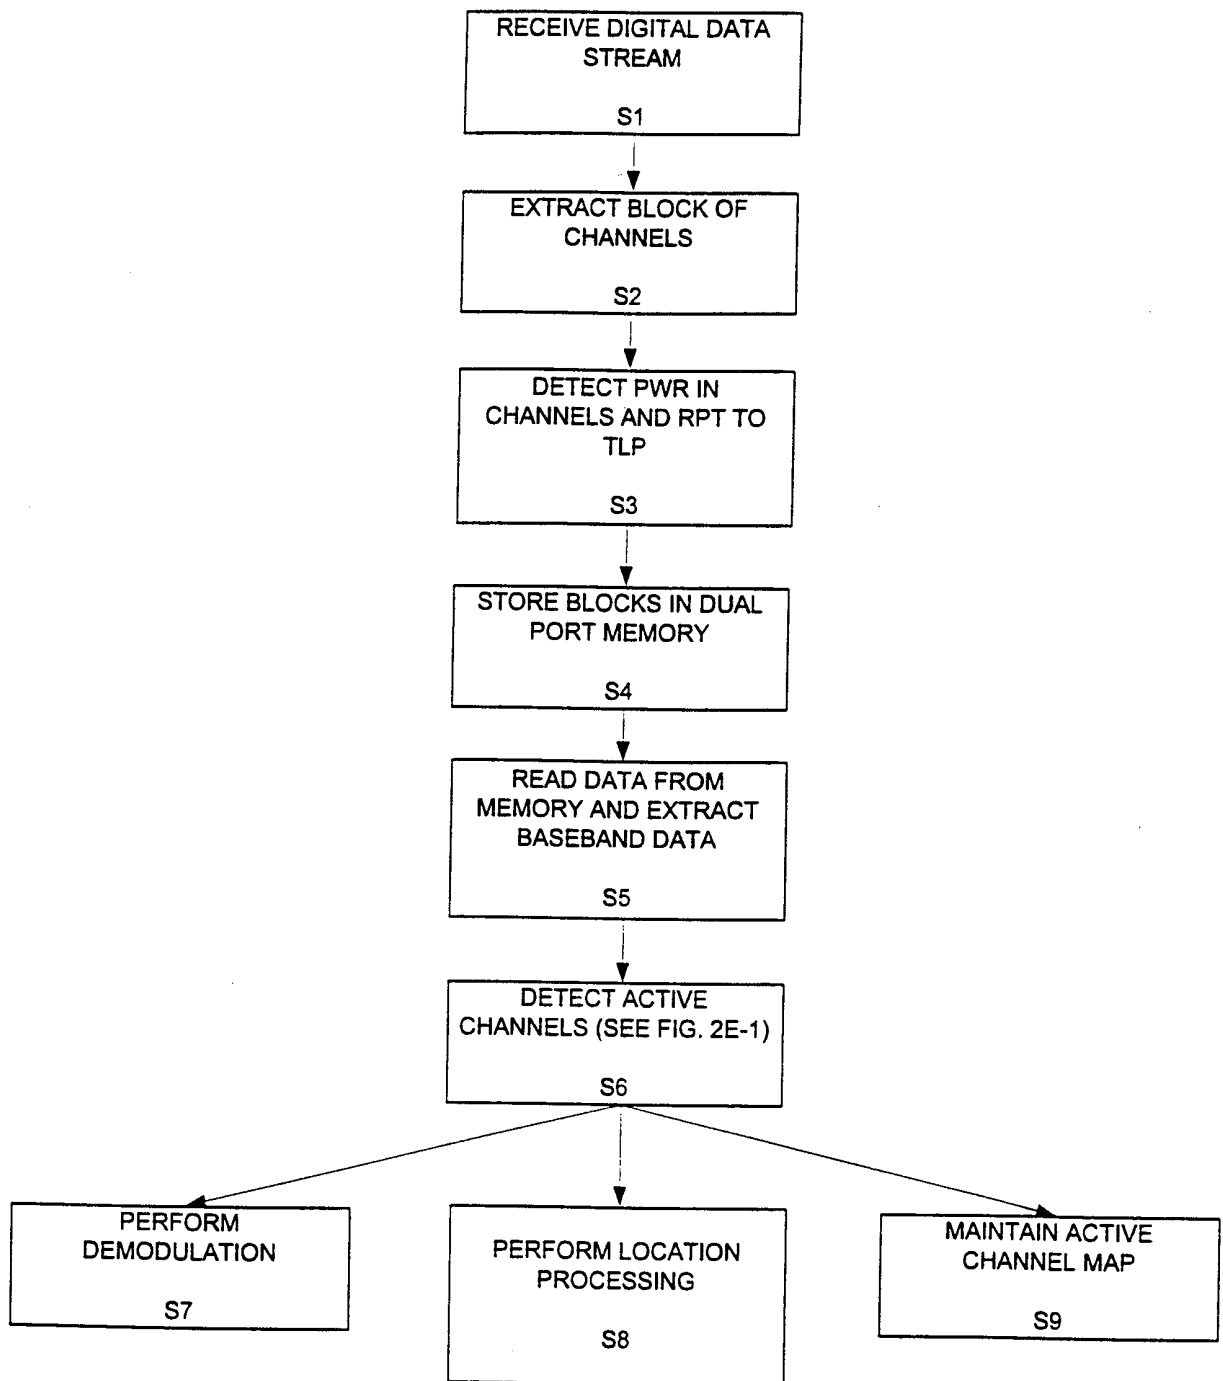 RECEIVE DIGITAL DATA
STREAM
S1
EXTRACT BLOCK OF
CHANNELS
S2
DETECT PWR IN
CHANNELS AND RPT TO
TLP
S3
STORE BLOCKS IN DUAL
PORT MEMORY
S4
READ DATA FROM
MEMORY AND EXTRACT
BASEBAND DATA
S5
DETECT ACTIVE
CHANNELS (SEE FIG. 2E-1)
S6
PERFORM
DEMODULATION
S7
PERFORM LOCATION
PROCESSING
S8
MAINTAIN ACTIVE
CHANNEL MAP
S9